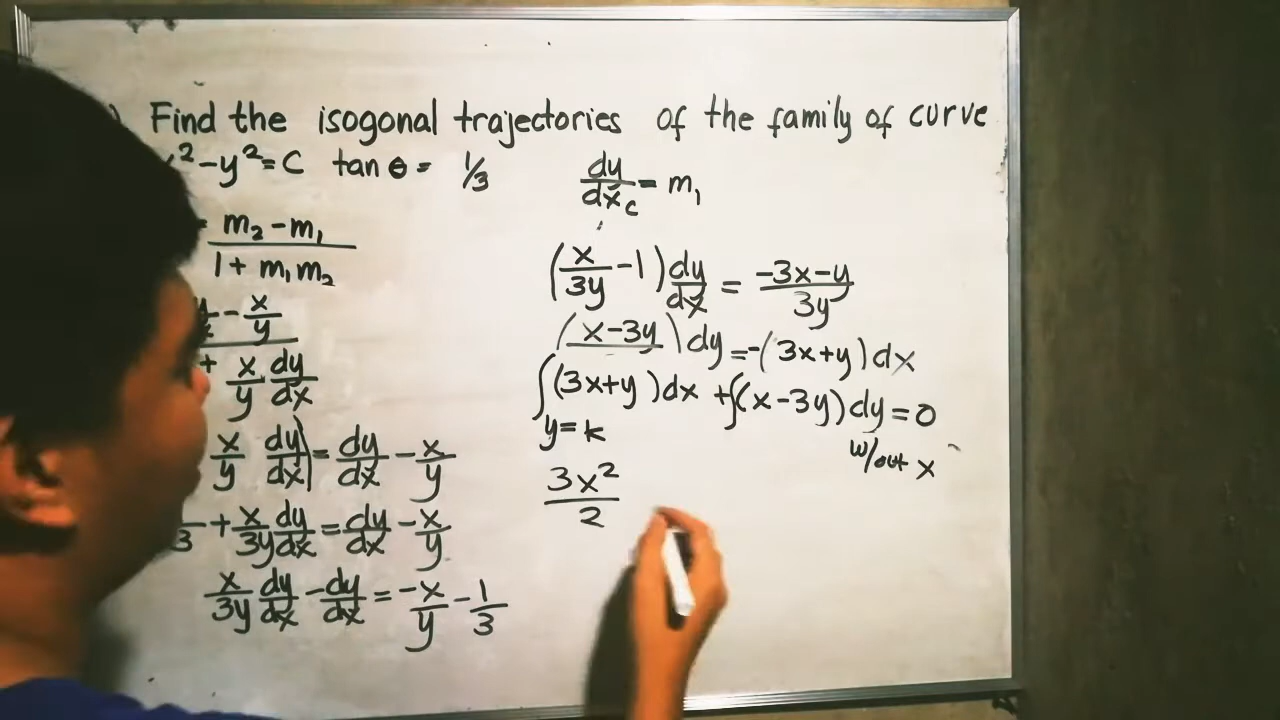 ) Find the isogonal trajectories of the family of curve
x² - y² = C tan θ = 1/3
dy/dx_c = m₁
= (m₂ - m₁)/(1 + m₁m₂)
- x/y
+ x/y dy/dx
x/y dy/dx) = dy/dx - x/y
/3 + x/3y dy/dx = dy/dx - x/y
x/3y dy/dx - dy/dx = -x/y - 1/3
(x/3y - 1) dy/dx = (-3x-y)/3y
(x-3y) dy = -(3x+y) dx
∫(3x+y)dx + ∫(x-3y)dy = 0
y = k
w/out x
3x²/2